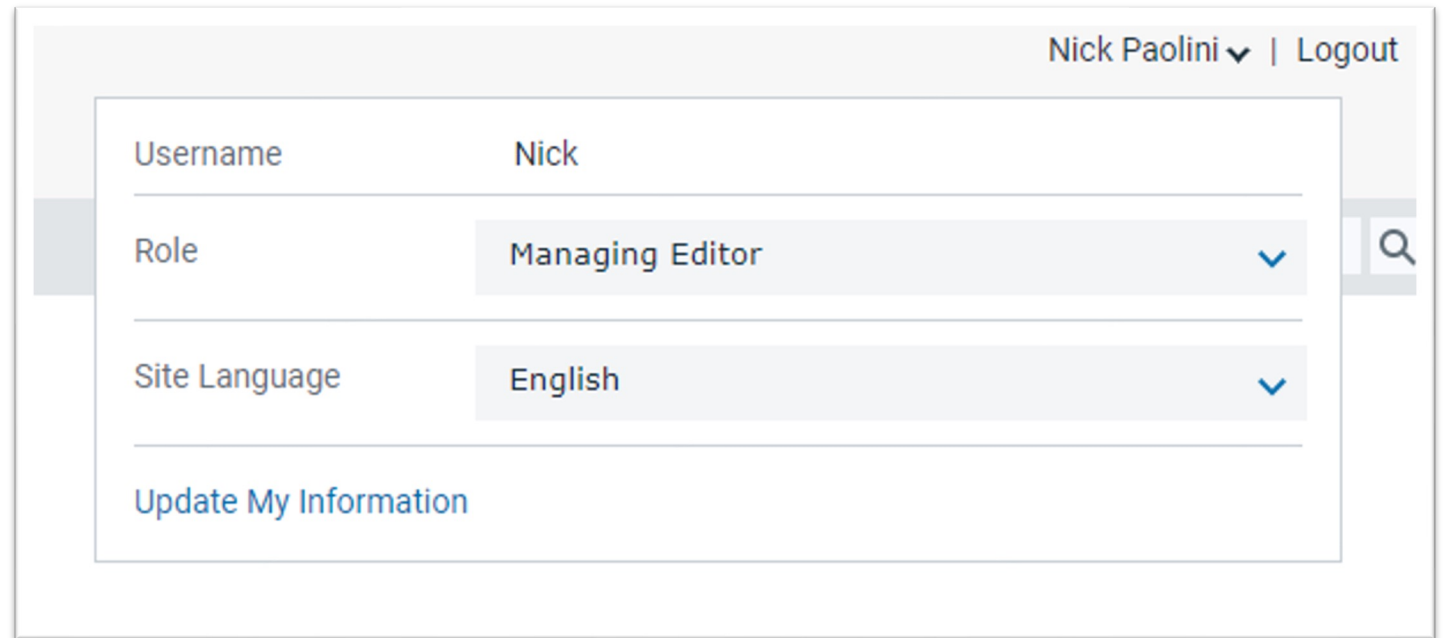 Nick Paolini | Logout
Username Nick
Role Managing Editor
Site Language English
Update My Information